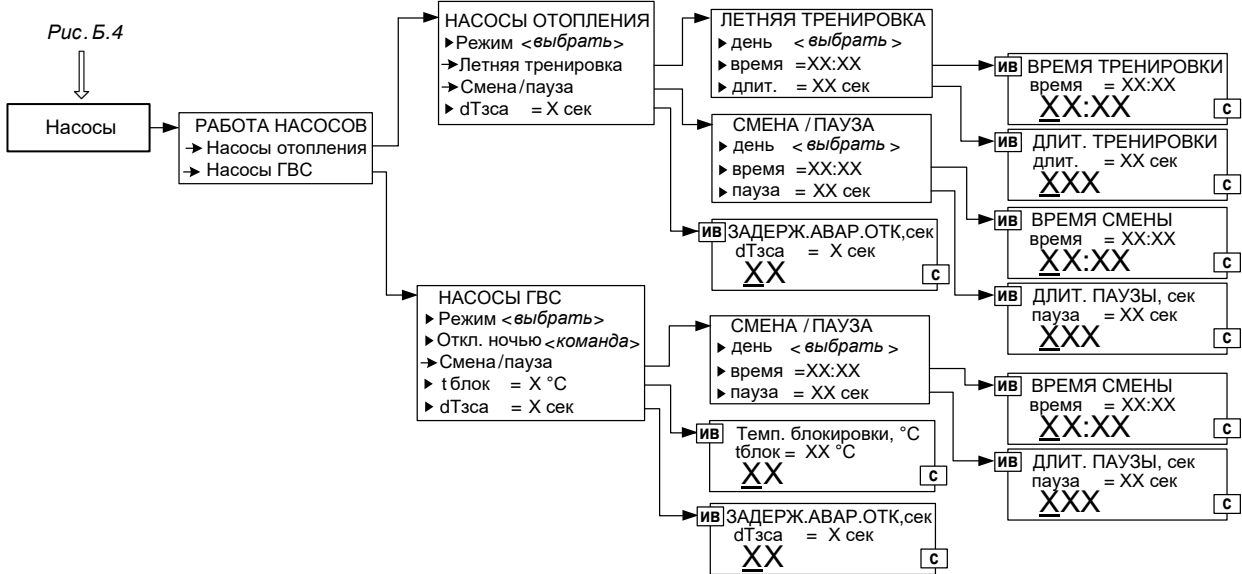 Рис. Б.4
Насосы
РАБОТА НАСОСОВ
Насосы отопления
Насосы ГВС
НАСОСЫ ОТОПЛЕНИЯ
Режим <выбрать>
Летняя тренировка
Смена/пауза
dTзса = X сек
ЛЕТНЯЯ ТРЕНИРОВКА
день <выбрать>
время =XX:XX
длит. = XX сек
ИВ ВРЕМЯ ТРЕНИРОВКИ
время = XX:XX
XX:XX
С
ИВ ДЛИТ. ТРЕНИРОВКИ
длит. = XX сек
XXX
С
СМЕНА / ПАУЗА
день <выбрать>
время =XX:XX
пауза = XX сек
ИВ ВРЕМЯ СМЕНЫ
время = XX:XX
XX:XX
С
ИВ ДЛИТ. ПАУЗЫ, сек
пауза = XX сек
XXX
С
ИВ ЗАДЕРЖ.АВАР.ОТК,сек
dTзса = X сек
XX
С
НАСОСЫ ГВС
Режим <выбрать>
Откл. ночью <команда>
Смена/пауза
t блок = X °C
dTзса = X сек
СМЕНА / ПАУЗА
день <выбрать>
время =XX:XX
пауза = XX сек
ИВ ВРЕМЯ СМЕНЫ
время = XX:XX
XX:XX
С
ИВ ДЛИТ. ПАУЗЫ, сек
пауза = XX сек
XXX
С
ИВ Темп. блокировки, °C
tблок = XX °C
XX
С
ИВ ЗАДЕРЖ.АВАР.ОТК,сек
dTзса = X сек
XX
С